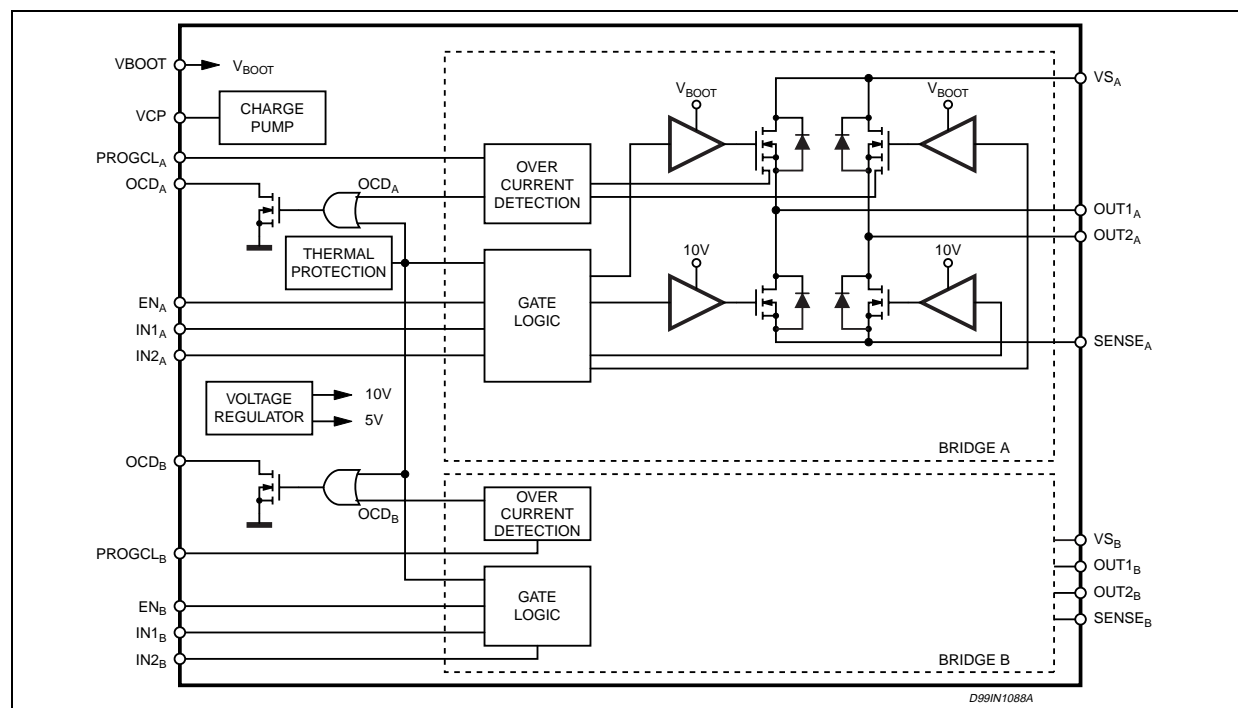 VBOOT
VBOOT
VCP
CHARGE
PUMP
PROGCLA
OCDA
OCDA
OVER
CURRENT
DETECTION
THERMAL
PROTECTION
ENA
IN1A
IN2A
GATE
LOGIC
VOLTAGE
REGULATOR
10V
5V
VBOOT
VBOOT
10V
10V
VSA
OUT1A
OUT2A
SENSEA
BRIDGE A
OCDB
OCDB
OVER
CURRENT
DETECTION
PROGCLB
ENB
IN1B
IN2B
GATE
LOGIC
VSB
OUT1B
OUT2B
SENSEB
BRIDGE B
D99IN1088A